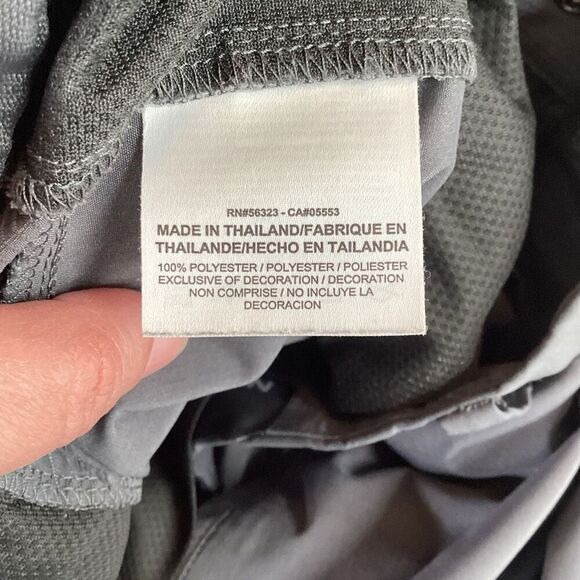 RN#56323 - CA#05553
MADE IN THAILAND/FABRIQUE EN
THAILANDE/HECHO EN TAILANDIA
100% POLYESTER / POLYESTER / POLIESTER
EXCLUSIVE OF DECORATION / DECORATION
NON COMPRISE / NO INCLUYE LA
DECORACION